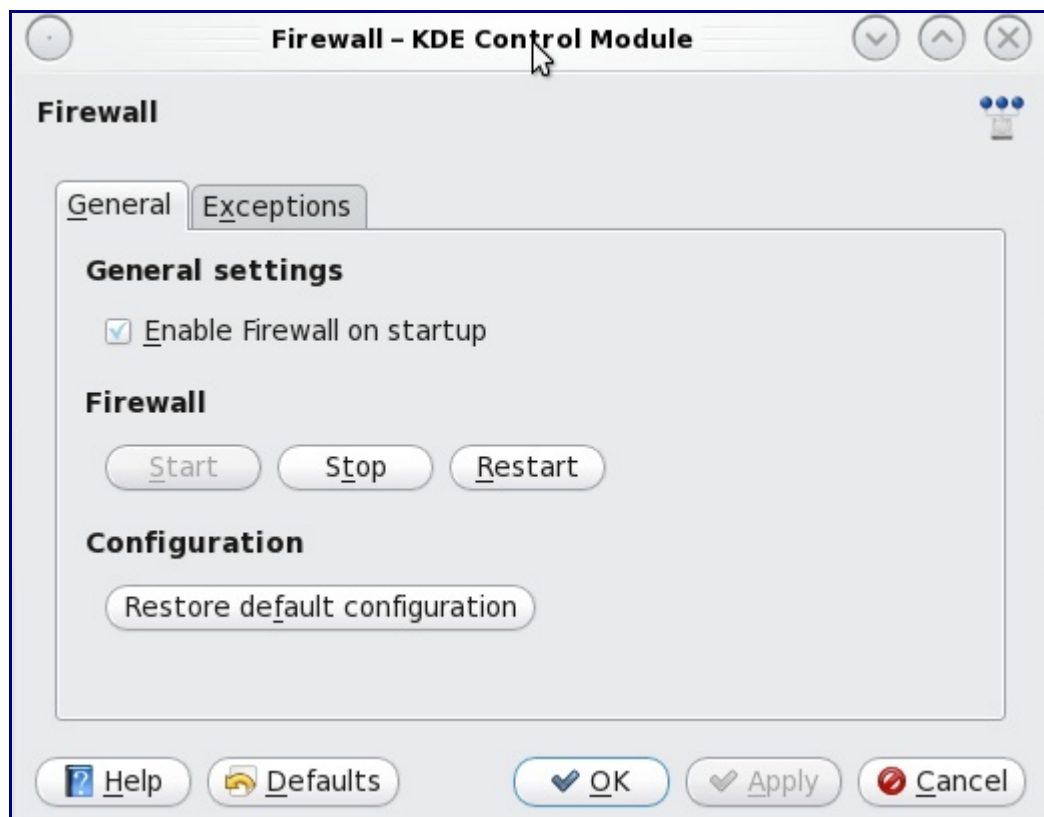 Firewall – KDE Control Module
Firewall
General Exceptions
General settings
Enable Firewall on startup
Firewall
Start Stop Restart
Configuration
Restore default configuration
Help Defaults OK Apply Cancel